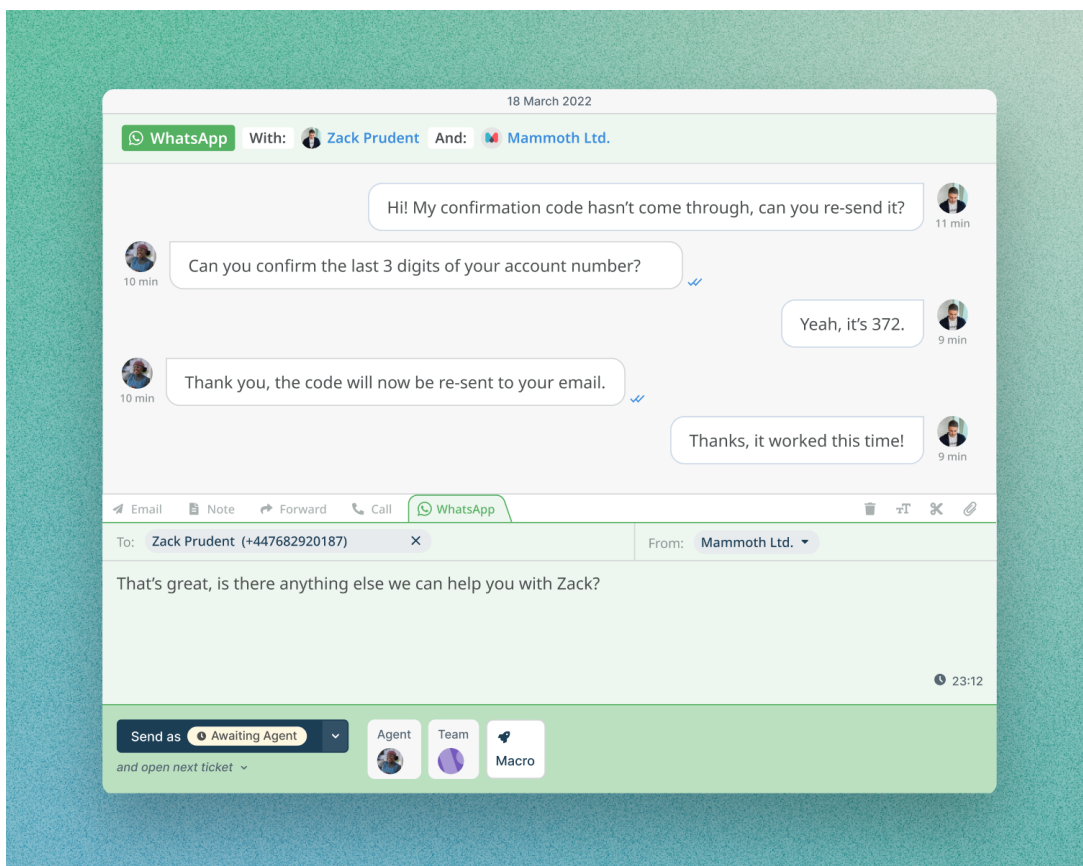 18 March 2022
WhatsApp With: Zack Prudent And: Mammoth Ltd.
Hi! My confirmation code hasn't come through, can you re-send it?
11 min
Can you confirm the last 3 digits of your account number?
10 min
Yeah, it's 372.
9 min
Thank you, the code will now be re-sent to your email.
10 min
Thanks, it worked this time!
9 min
Email Note Forward Call WhatsApp
To: Zack Prudent (+447682920187) From: Mammoth Ltd.
That's great, is there anything else we can help you with Zack?
23:12
Send as Awaiting Agent Agent Team
Macro
and open next ticket